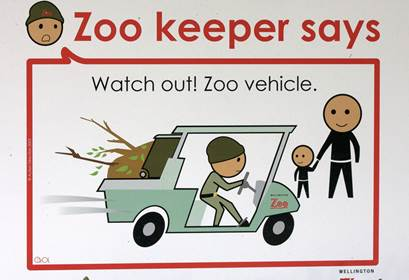 Zoo keeper says
Watch out! Zoo vehicle.
Zoo
WELLINGTON